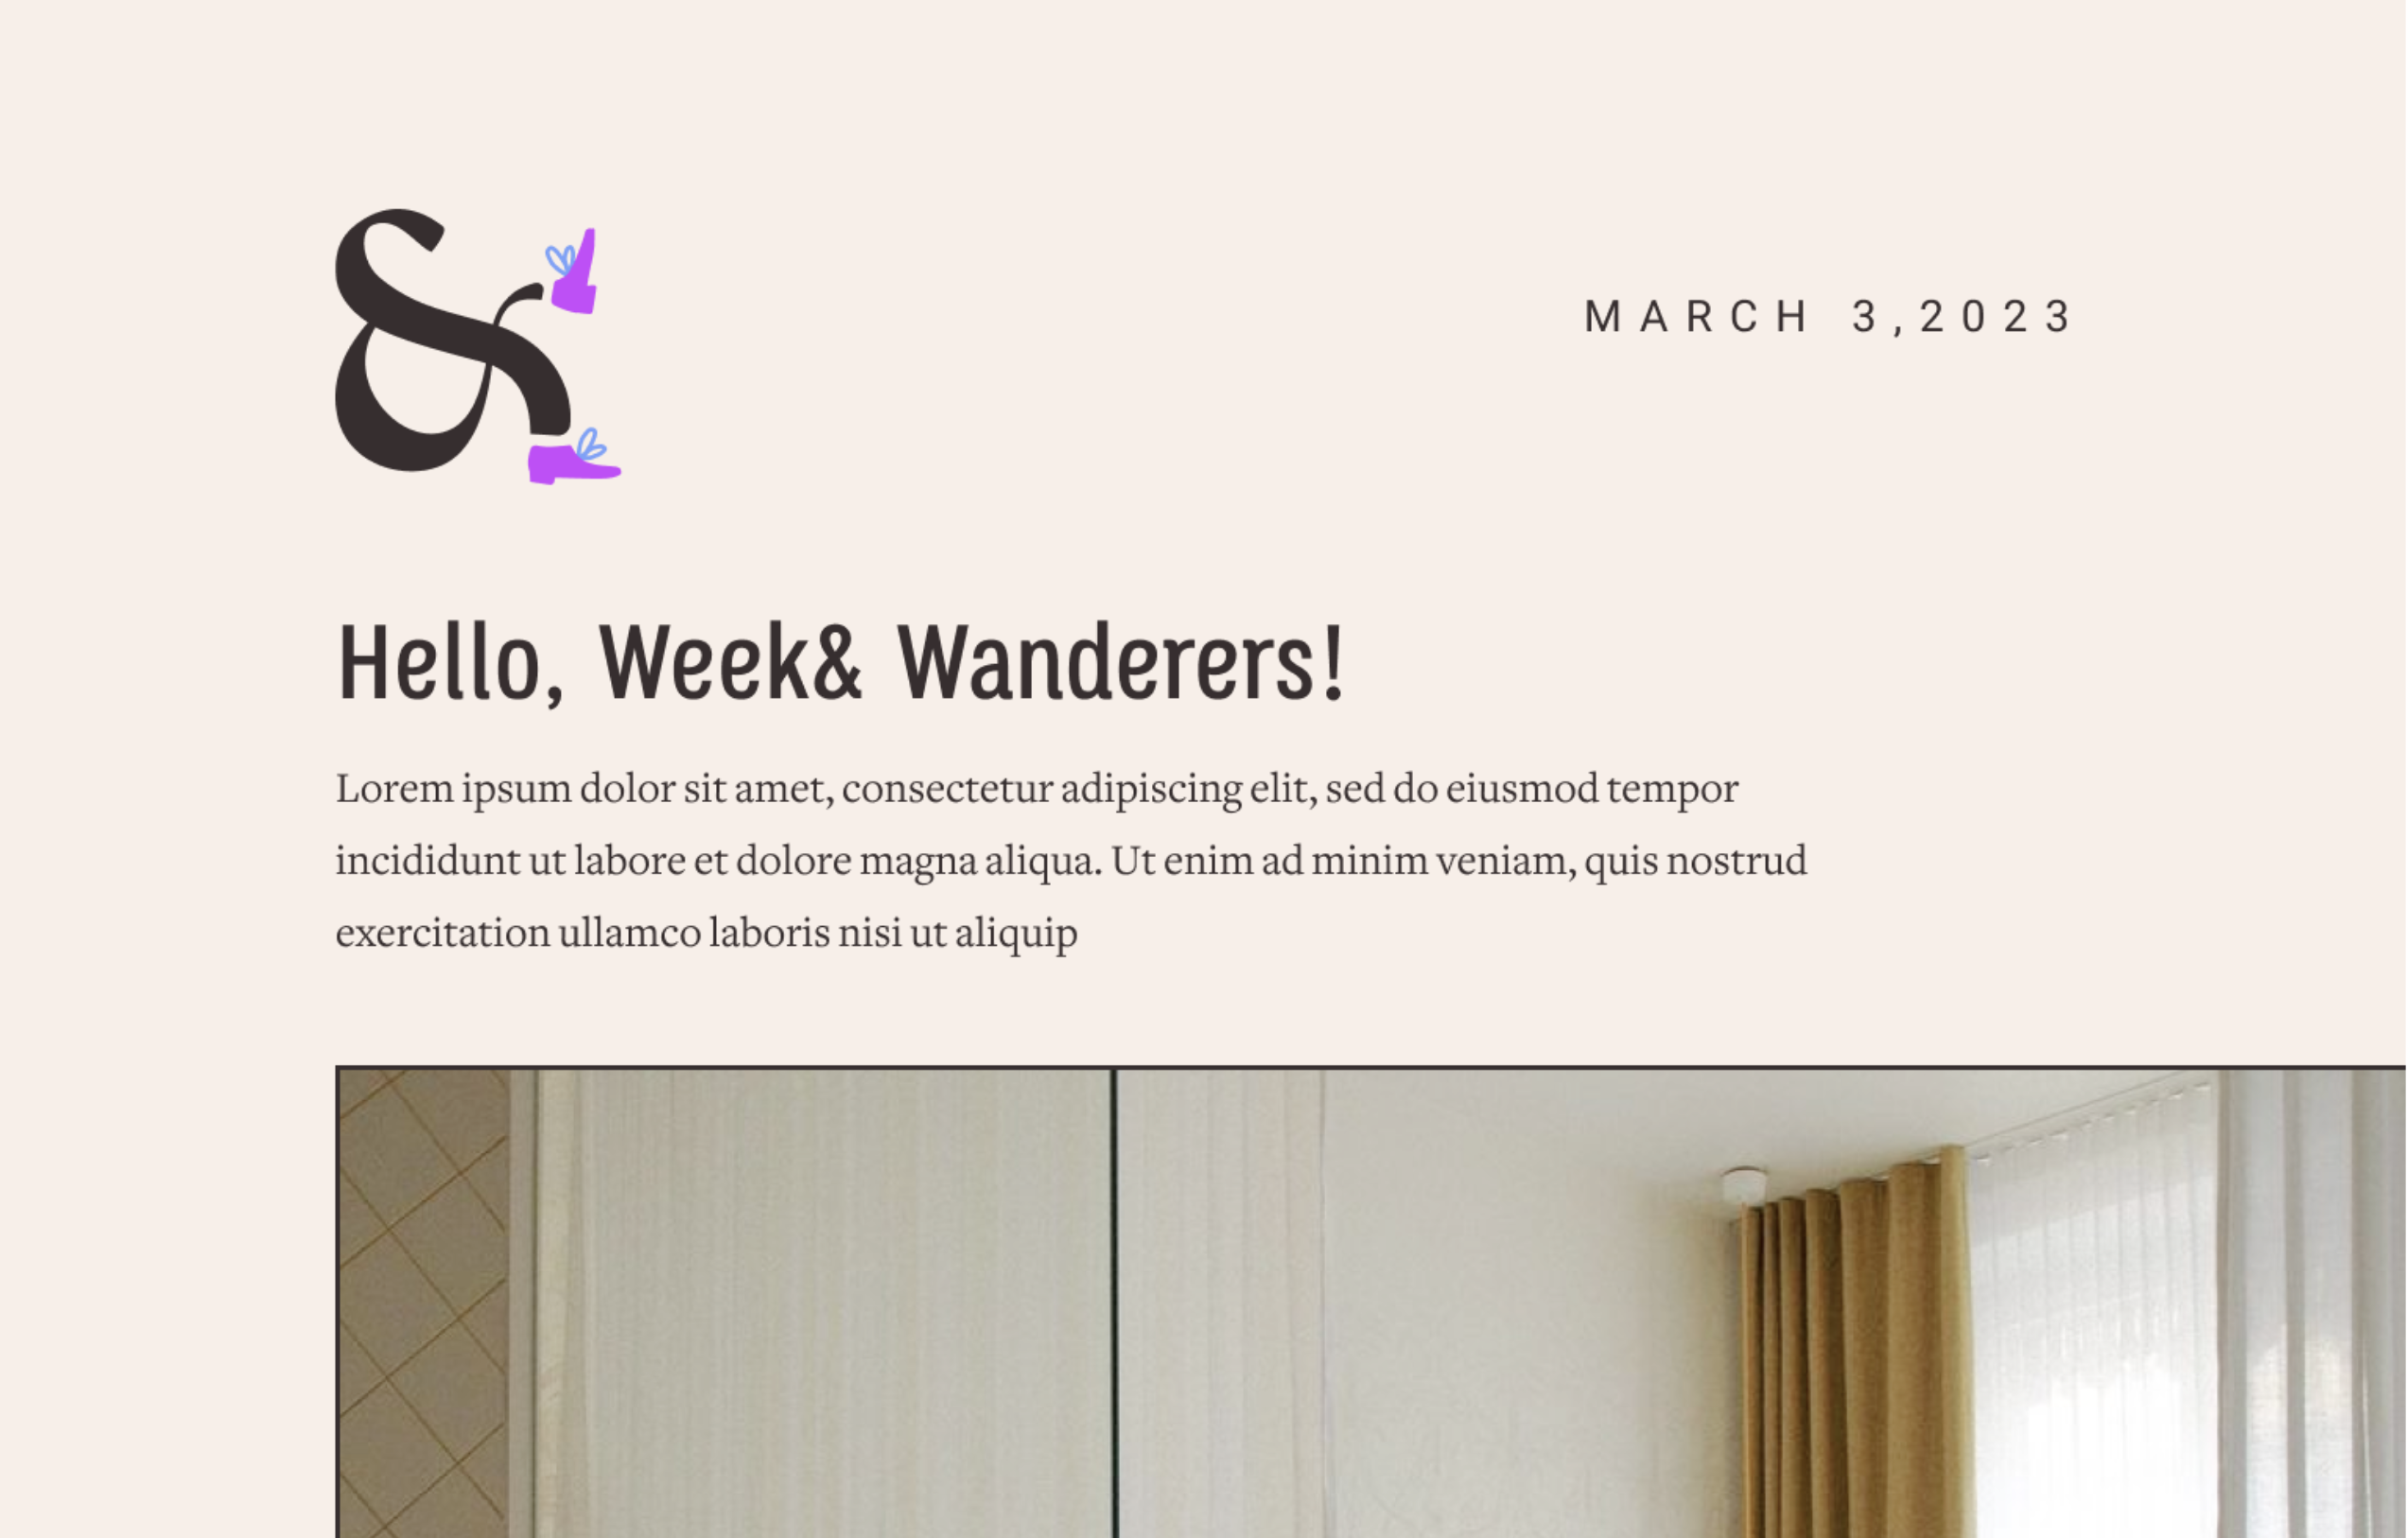 &
MARCH 3,2023
Hello, Week& Wanderers!
Lorem ipsum dolor sit amet, consectetur adipiscing elit, sed do eiusmod tempor
incididunt ut labore et dolore magna aliqua. Ut enim ad minim veniam, quis nostrud
exercitation ullamco laboris nisi ut aliquip